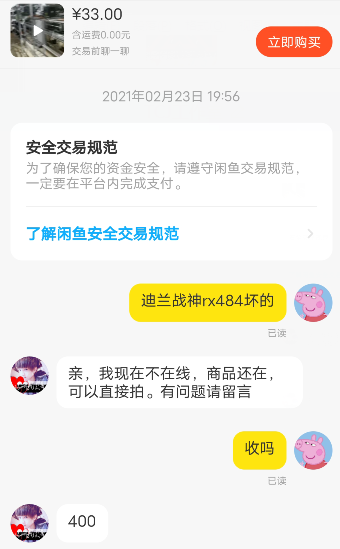 ¥33.00
含运费0.00元
交易前聊一聊
立即购买
2021年02月23日 19:56
安全交易规范
为了确保您的资金安全，请遵守闲鱼交易规范，
一定要在平台内完成支付。
了解闲鱼安全交易规范
迪兰战神rx484坏的
已读
亲，我现在不在线，商品还在，
可以直接拍。有问题请留言
收吗
已读
400